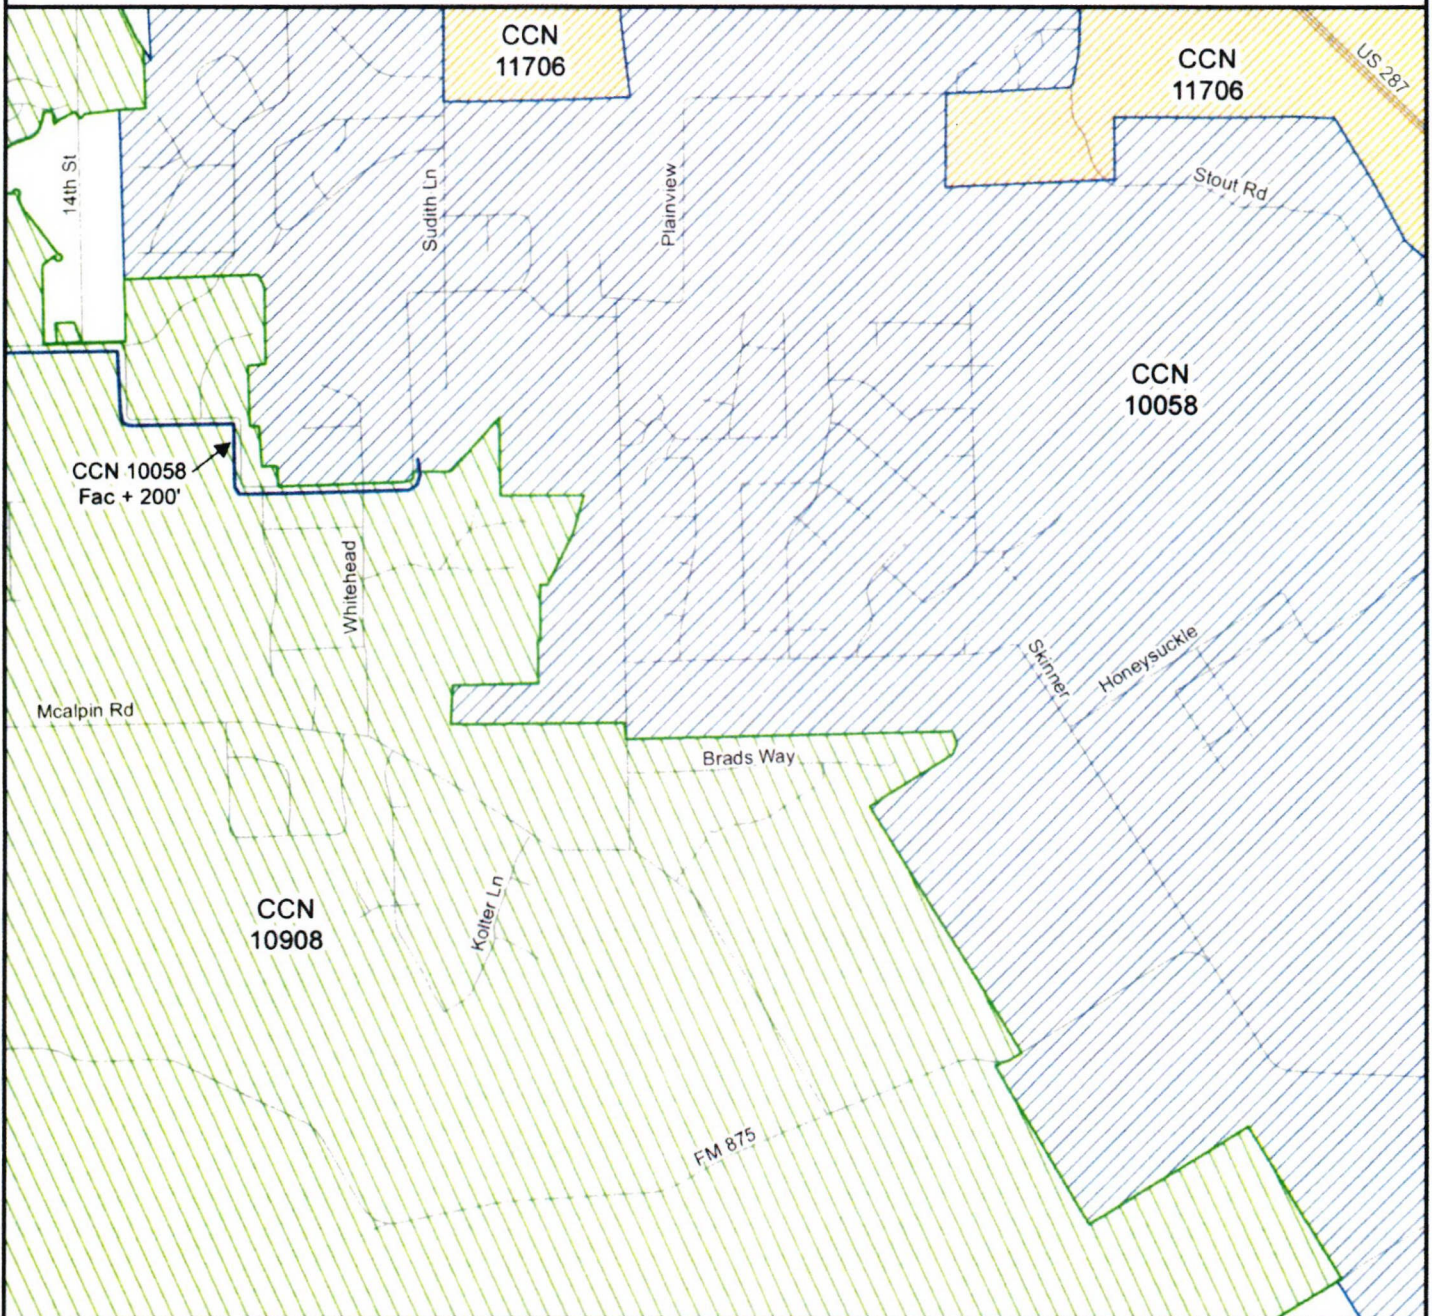 CCN
11706
CCN
11706
US 287
14th St
Sudith Ln
Plainview
Stout Rd
CCN
10058
CCN 10058
Fac + 200'
Whitehead
Skinner
Honeysuckle
Mcalpin Rd
Brads Way
Kolter Ln
CCN
10908
FM 875